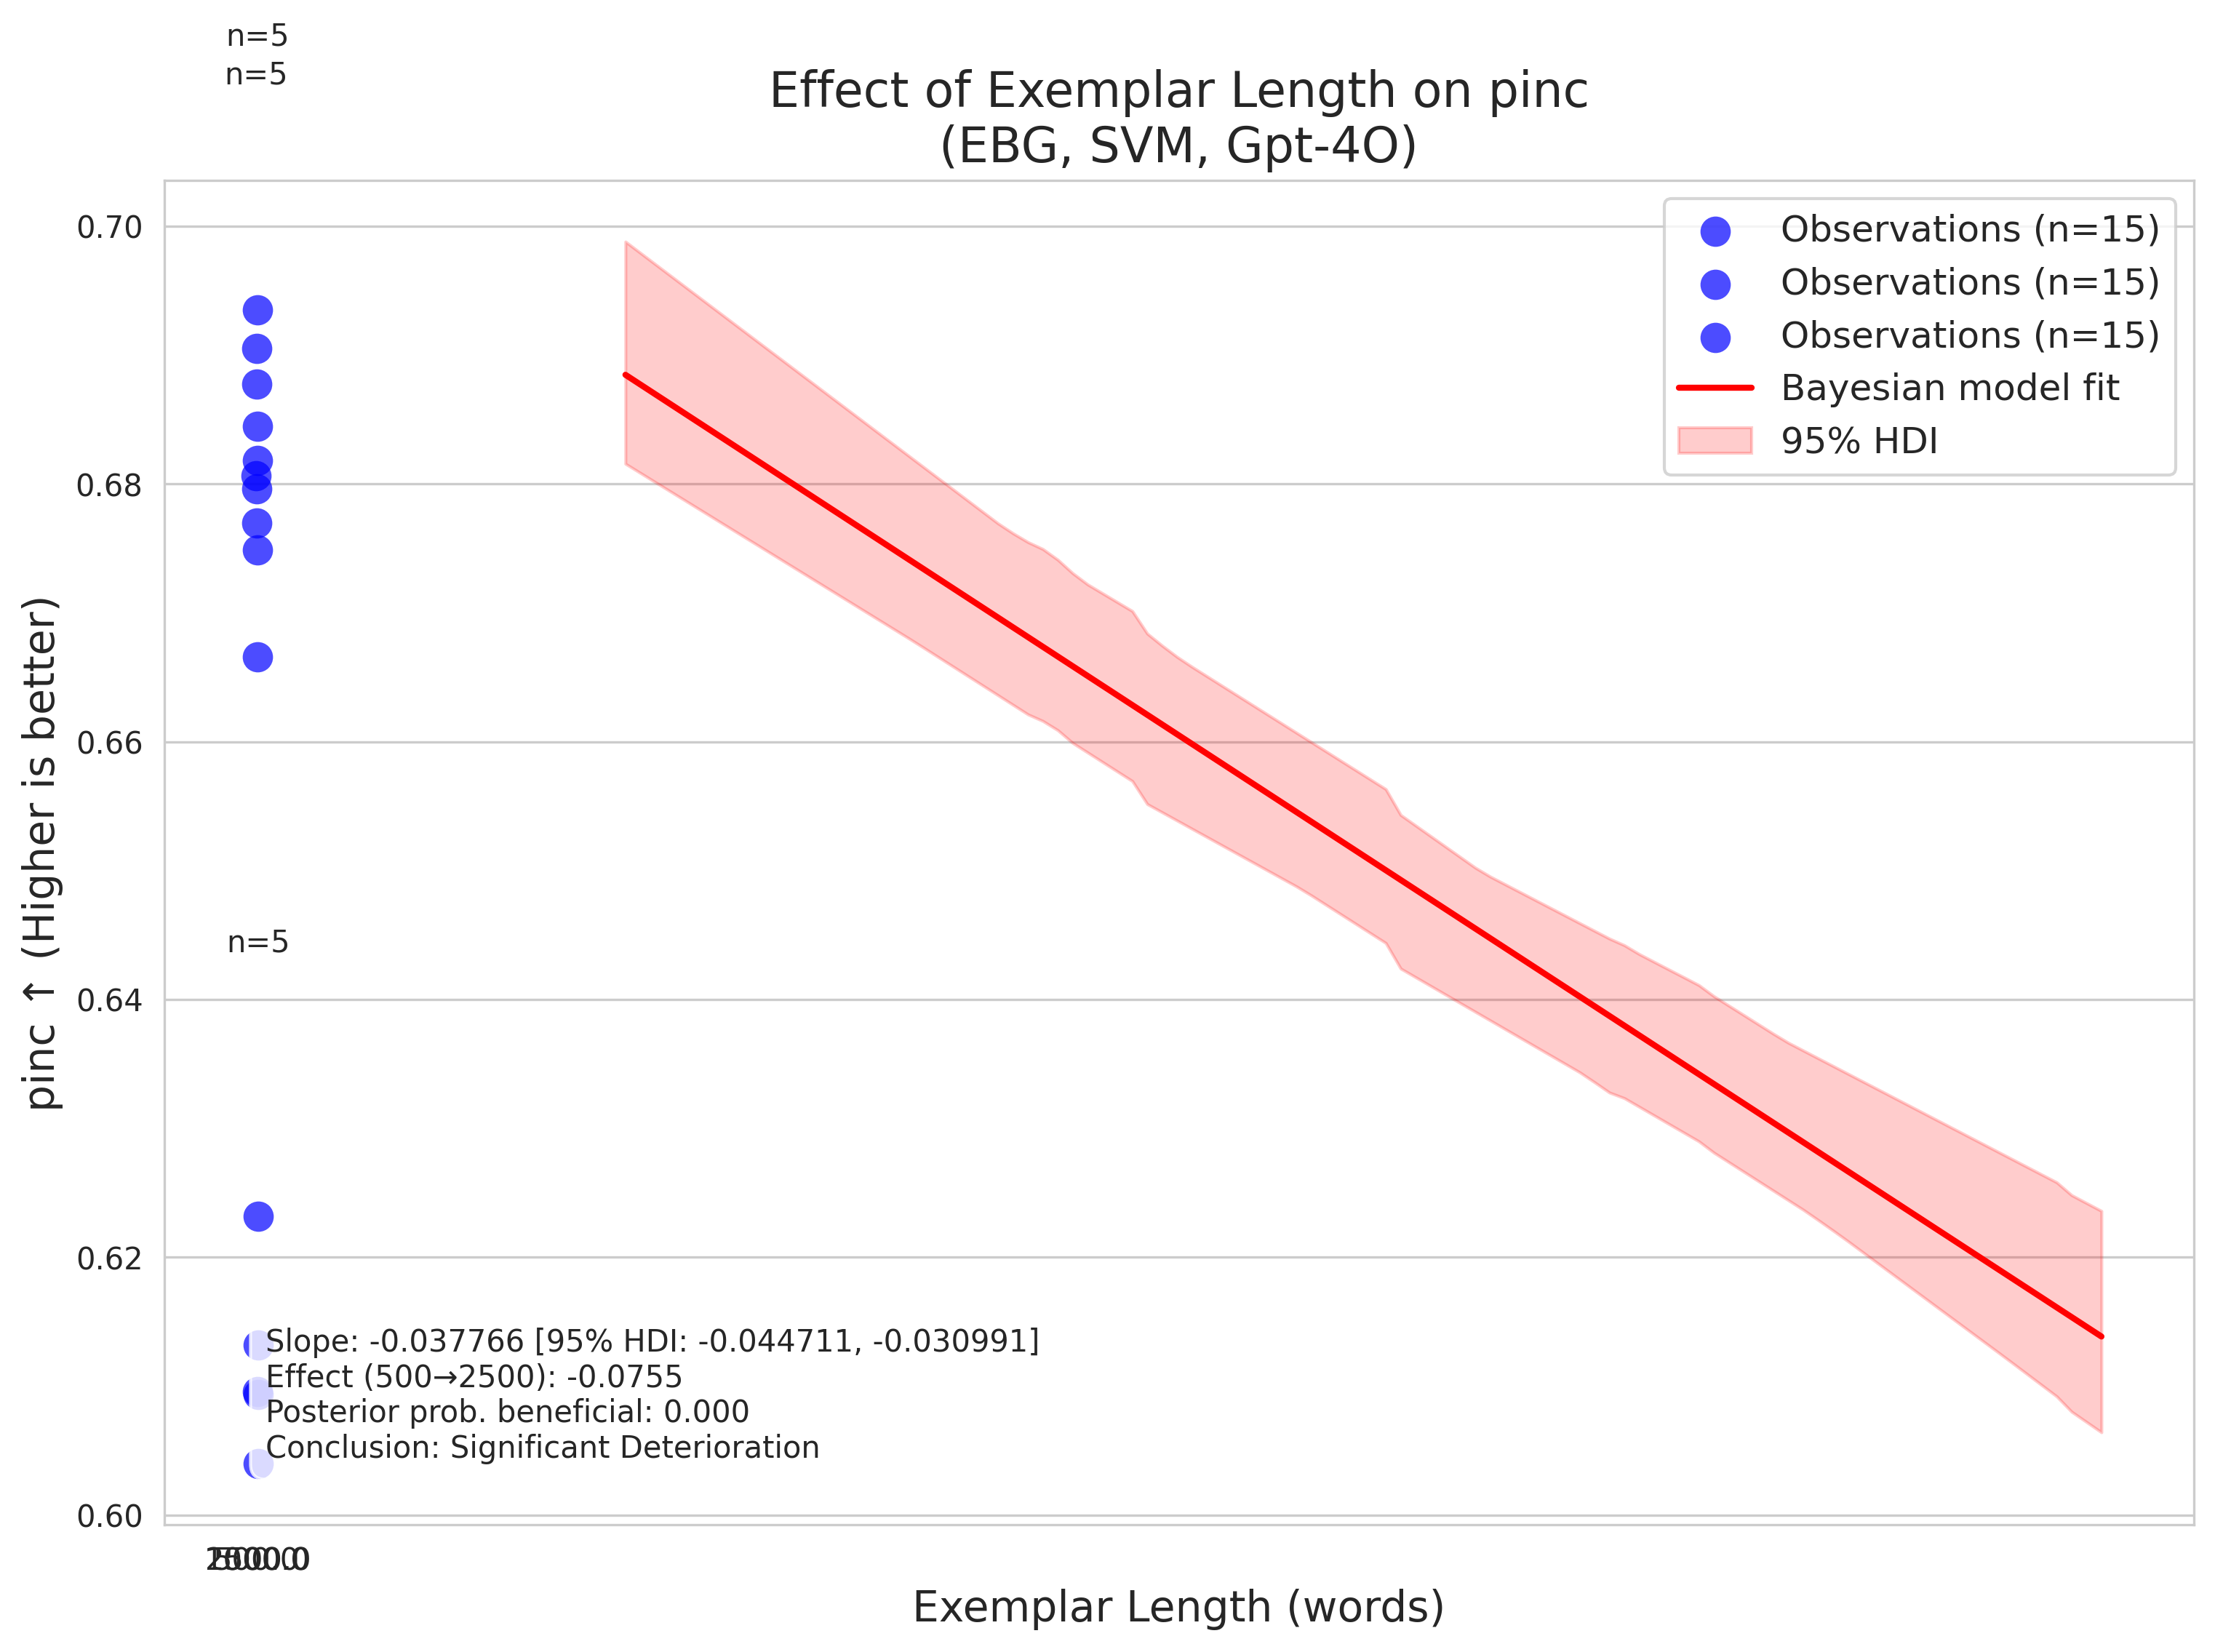 n=5
n=5
Effect of Exemplar Length on pinc
(EBG, SVM, Gpt-4O)
0.70
0.68
0.66
0.64
0.62
0.60
pinc ↑ (Higher is better)
Observations (n=15)
Observations (n=15)
Observations (n=15)
Bayesian model fit
95% HDI
n=5
Slope: -0.037766 [95% HDI: -0.044711, -0.030991]
Effect (500→2500): -0.0755
Posterior prob. beneficial: 0.000
Conclusion: Significant Deterioration
Exemplar Length (words)